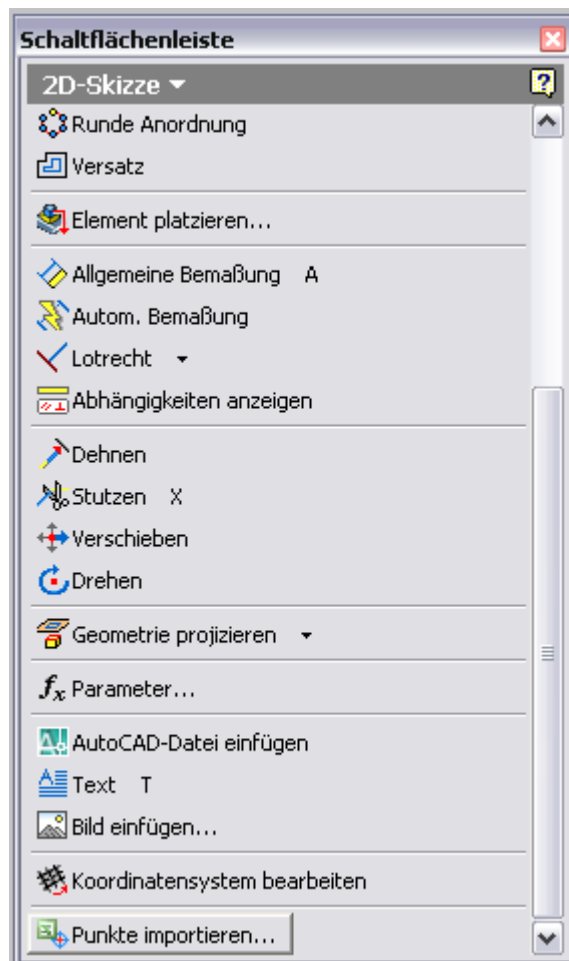 Schaltflächenleiste
2D-Skizze
Runde Anordnung
Versatz
Element platzieren...
Allgemeine Bemaßung A
Autom. Bemaßung
Lotrecht
Abhängigkeiten anzeigen
Dehnen
Stutzen X
Verschieben
Drehen
Geometrie projizieren
fx Parameter...
AutoCAD-Datei einfügen
Text T
Bild einfügen...
Koordinatensystem bearbeiten
Punkte importieren...